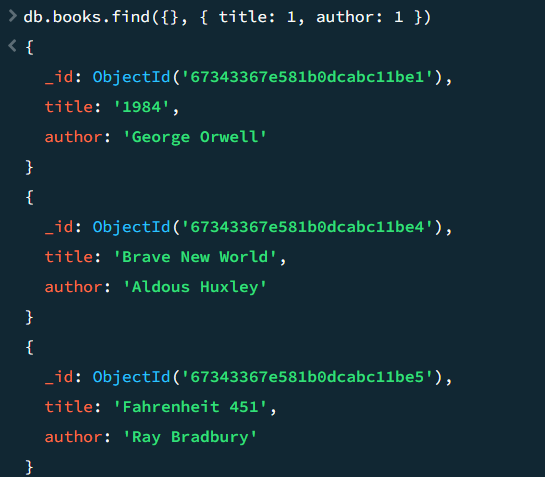 > db.books.find({}, { title: 1, author: 1 })
< {
_id: ObjectId('67343367e581b0dcabc11be1'),
title: '1984',
author: 'George Orwell'
}
{
_id: ObjectId('67343367e581b0dcabc11be4'),
title: 'Brave New World',
author: 'Aldous Huxley'
}
{
_id: ObjectId('67343367e581b0dcabc11be5'),
title: 'Fahrenheit 451',
author: 'Ray Bradbury'
}